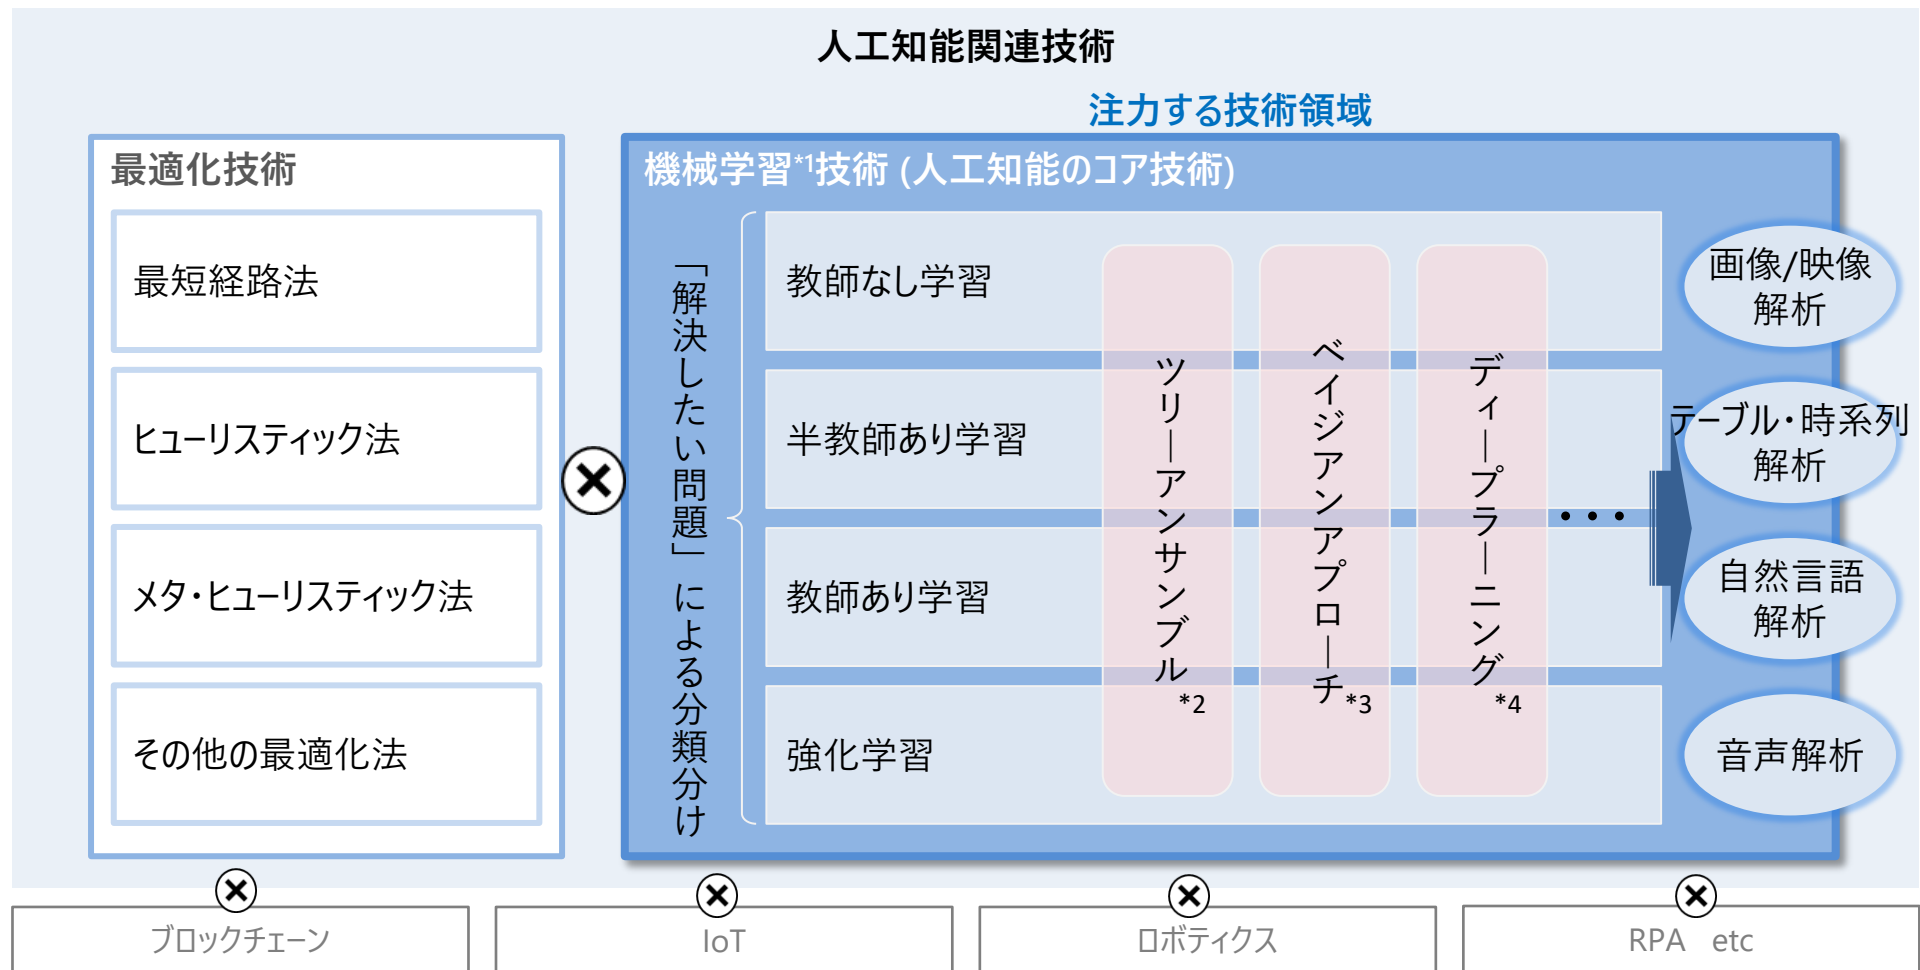 人工知能関連技術
注力する技術領域
最適化技術
最短経路法
ヒューリスティック法
メタ・ヒューリスティック法
その他の最適化法
機械学習*1技術 (人工知能のコア技術)
「解決したい問題」による分類分け
教師なし学習
半教師あり学習
教師あり学習
強化学習
ツリーアンサンブル*2
ベイジアンアプローチ*3
ディープラーニング*4
・・・
画像/映像
解析
テーブル・時系列
解析
自然言語
解析
音声解析
ブロックチェーン
IoT
ロボティクス
RPA etc